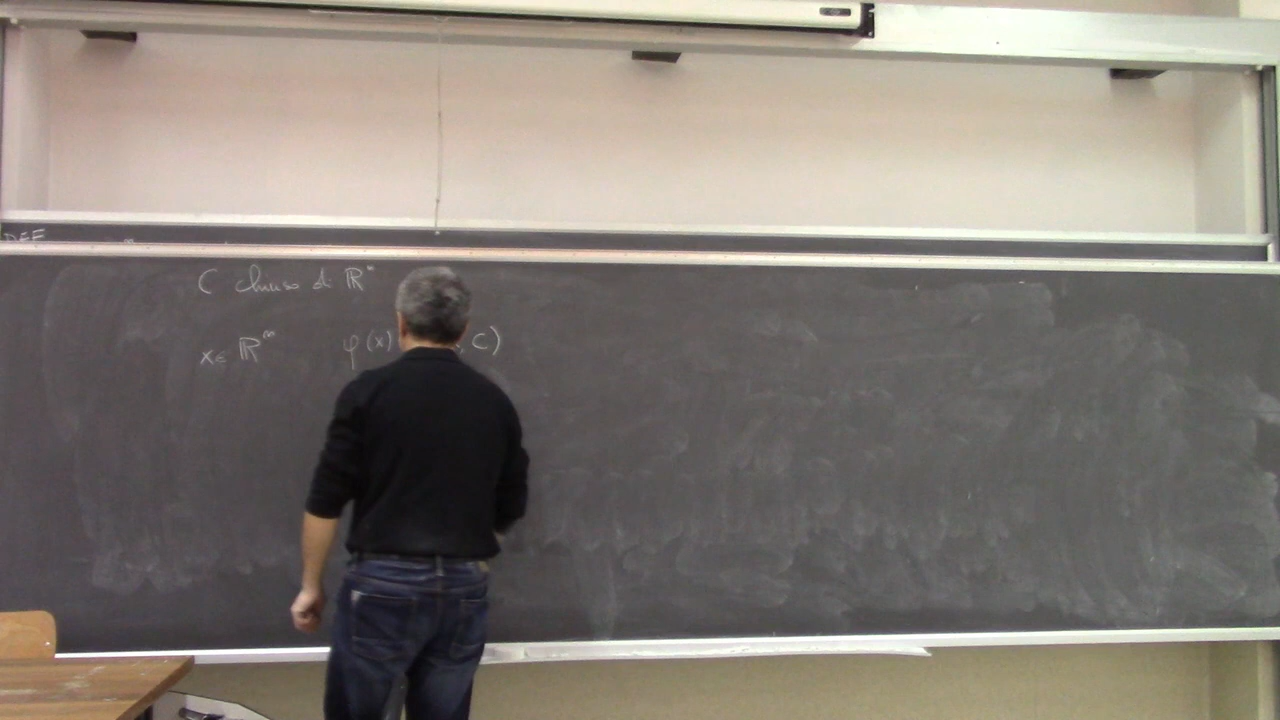 DEF
C chiuso di ℝⁿ
x ∈ ℝⁿ φ(x) , C)